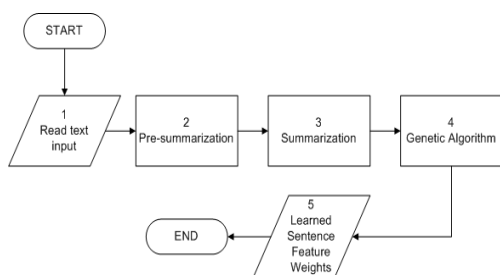 START
1
Read text
input
2
Pre-summarization
3
Summarization
4
Genetic Algorithm
5
Learned
Sentence
Feature
Weights
END